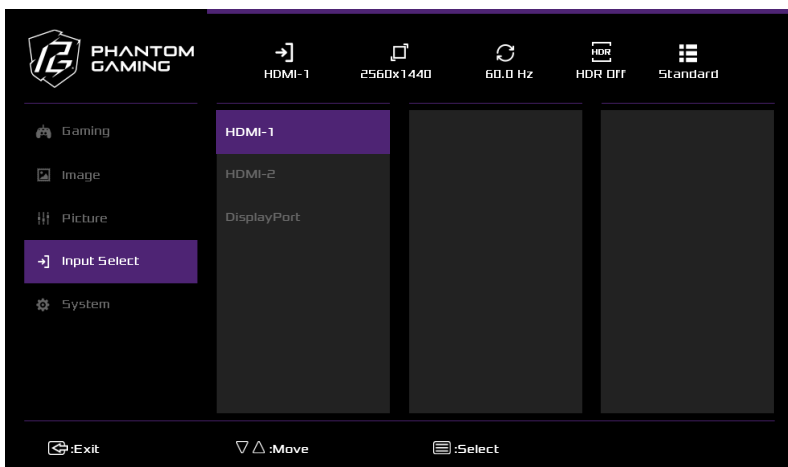 PHANTOM
GAMING
HDMI-1
2560x1440
60.0 Hz
HDR
HDR Off
Standard
Gaming
Image
Picture
Input Select
System
HDMI-1
HDMI-2
DisplayPort
:Exit
:Move
:Select